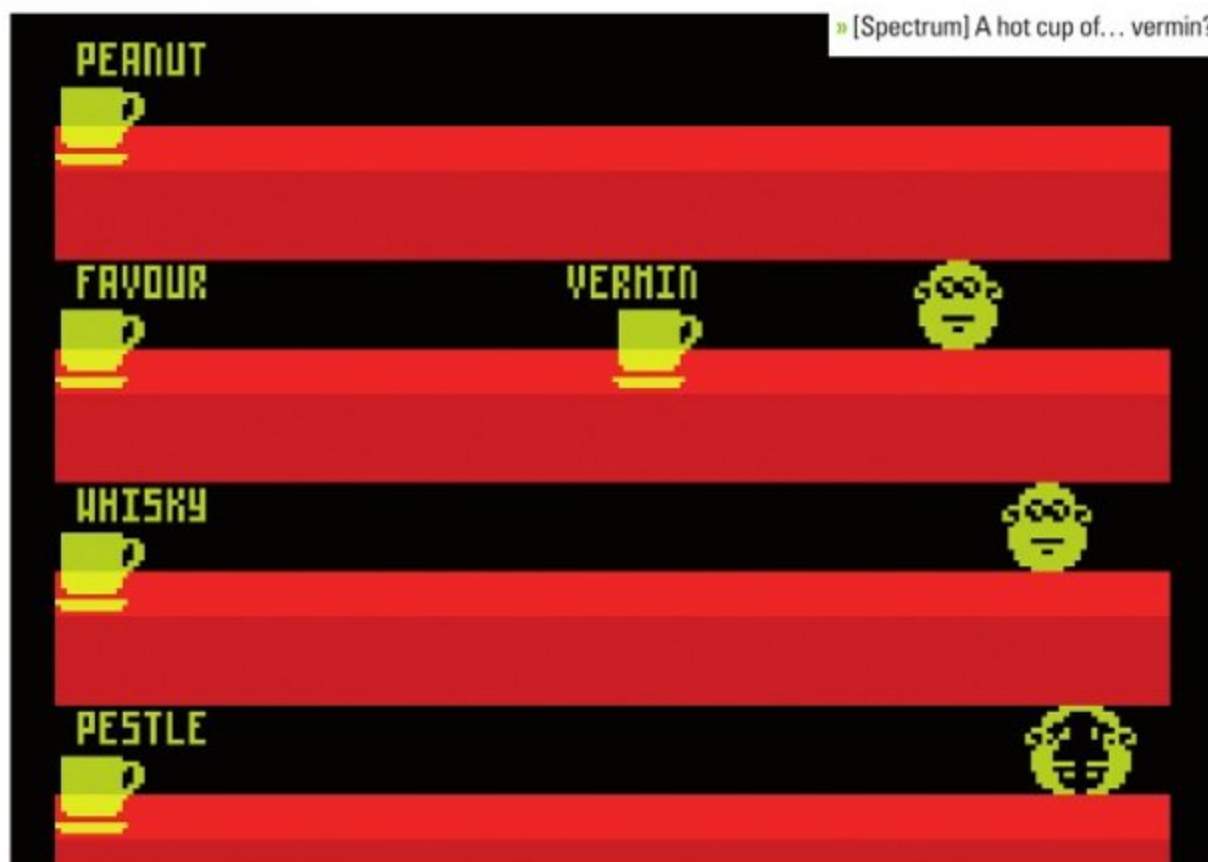 » [Spectrum] A hot cup of... vermin?
PEANUT
FAVOUR
VERMIN
WHISKY
PESTLE